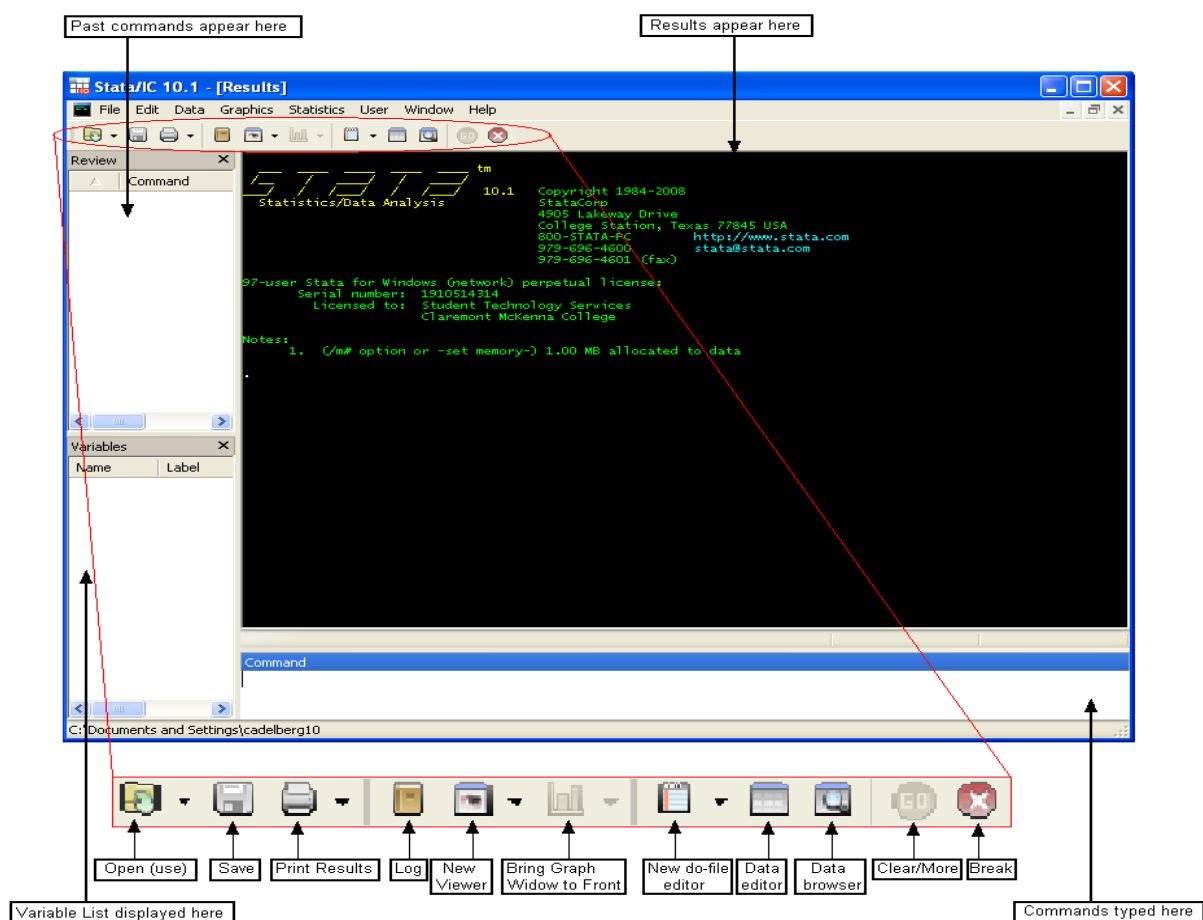 Past commands appear here
Results appear here
Stata/IC 10.1 - [Results]
File Edit Data Graphics Statistics User Window Help
Review
Command
STATA tm
10.1 Copyright 1984-2008
Statistics/Data Analysis StataCorp
4905 Lakeway Drive
College Station, Texas 77845 USA
800-STATA-PC http://www.stata.com
979-696-4600 stata@stata.com
979-696-4601 (fax)
97-user Stata for Windows (network) perpetual license:
Serial number: 1910514314
Licensed to: Student Technology Services
Claremont McKenna College
Notes:
1. (/m# option or -set memory-) 1.00 MB allocated to data
.
Variables
Name Label
Command
C:\Documents and Settings\cadelberg10
GO
Open (use)
Save
Print Results
Log
New
Viewer
Bring Graph
Widow to Front
New do-file
editor
Data
editor
Data
browser
Clear/More
Break
Variable List displayed here
Commands typed here